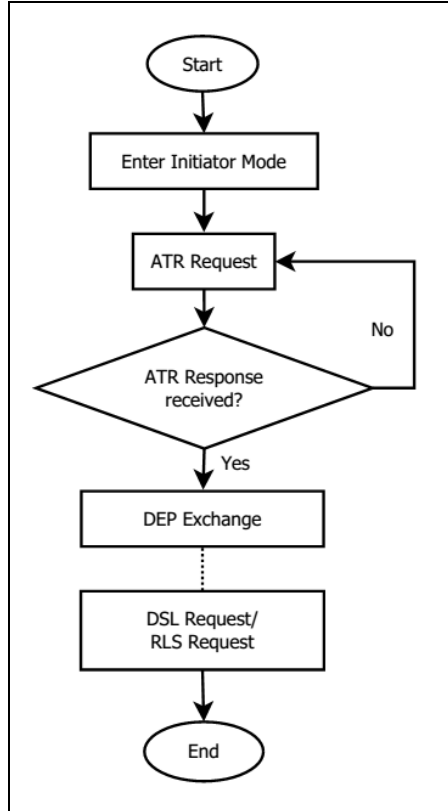 Start
Enter Initiator Mode
ATR Request
No
ATR Response
received?
Yes
DEP Exchange
DSL Request/
RLS Request
End